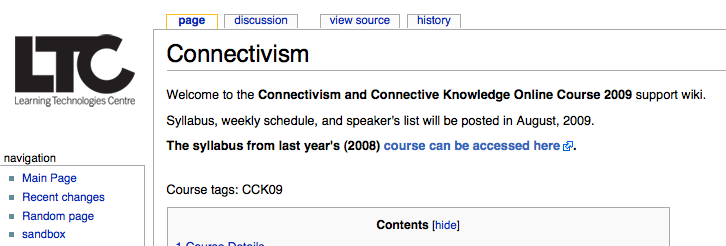 page
discussion
view source
history
LTC
Learning Technologies Centre
Connectivism
Welcome to the Connectivism and Connective Knowledge Online Course 2009 support wiki.
Syllabus, weekly schedule, and speaker's list will be posted in August, 2009.
The syllabus from last year's (2008) course can be accessed here.
Course tags: CCK09
Contents [hide]
1 Course Details
navigation
Main Page
Recent changes
Random page
sandbox